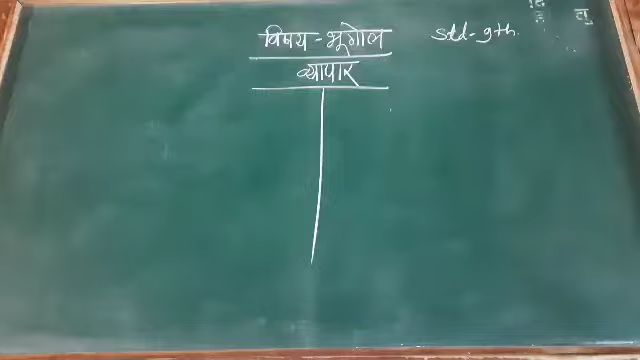 विषय - भूगोल
std - 9th.
व्यापार